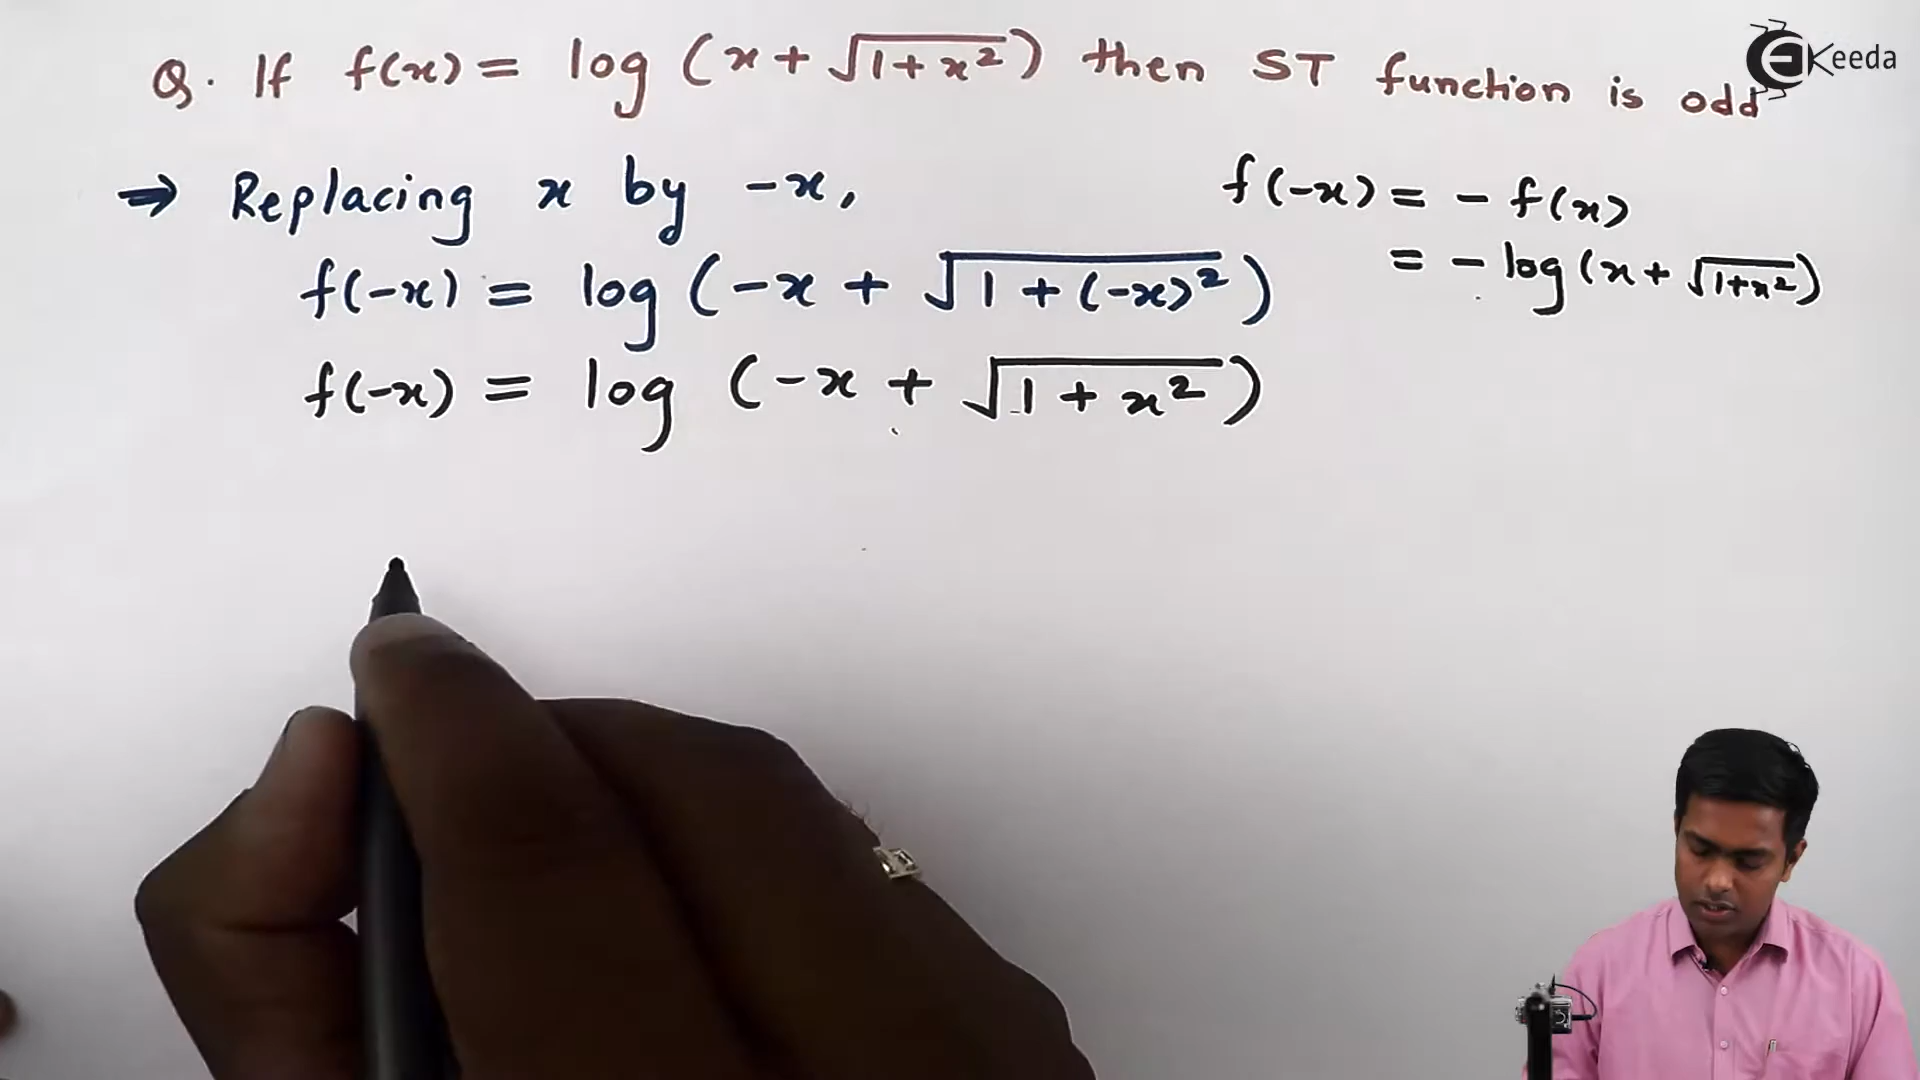 Q. If f(x) = log (x + √1+x²) then ST function is odd
EKeeda
⇒ Replacing x by -x,
f(-x) = - f(x)
= - log (x + √1+x²)
f(-x) = log (-x + √1 + (-x)²)
f(-x) = log (-x + √1 + x²)